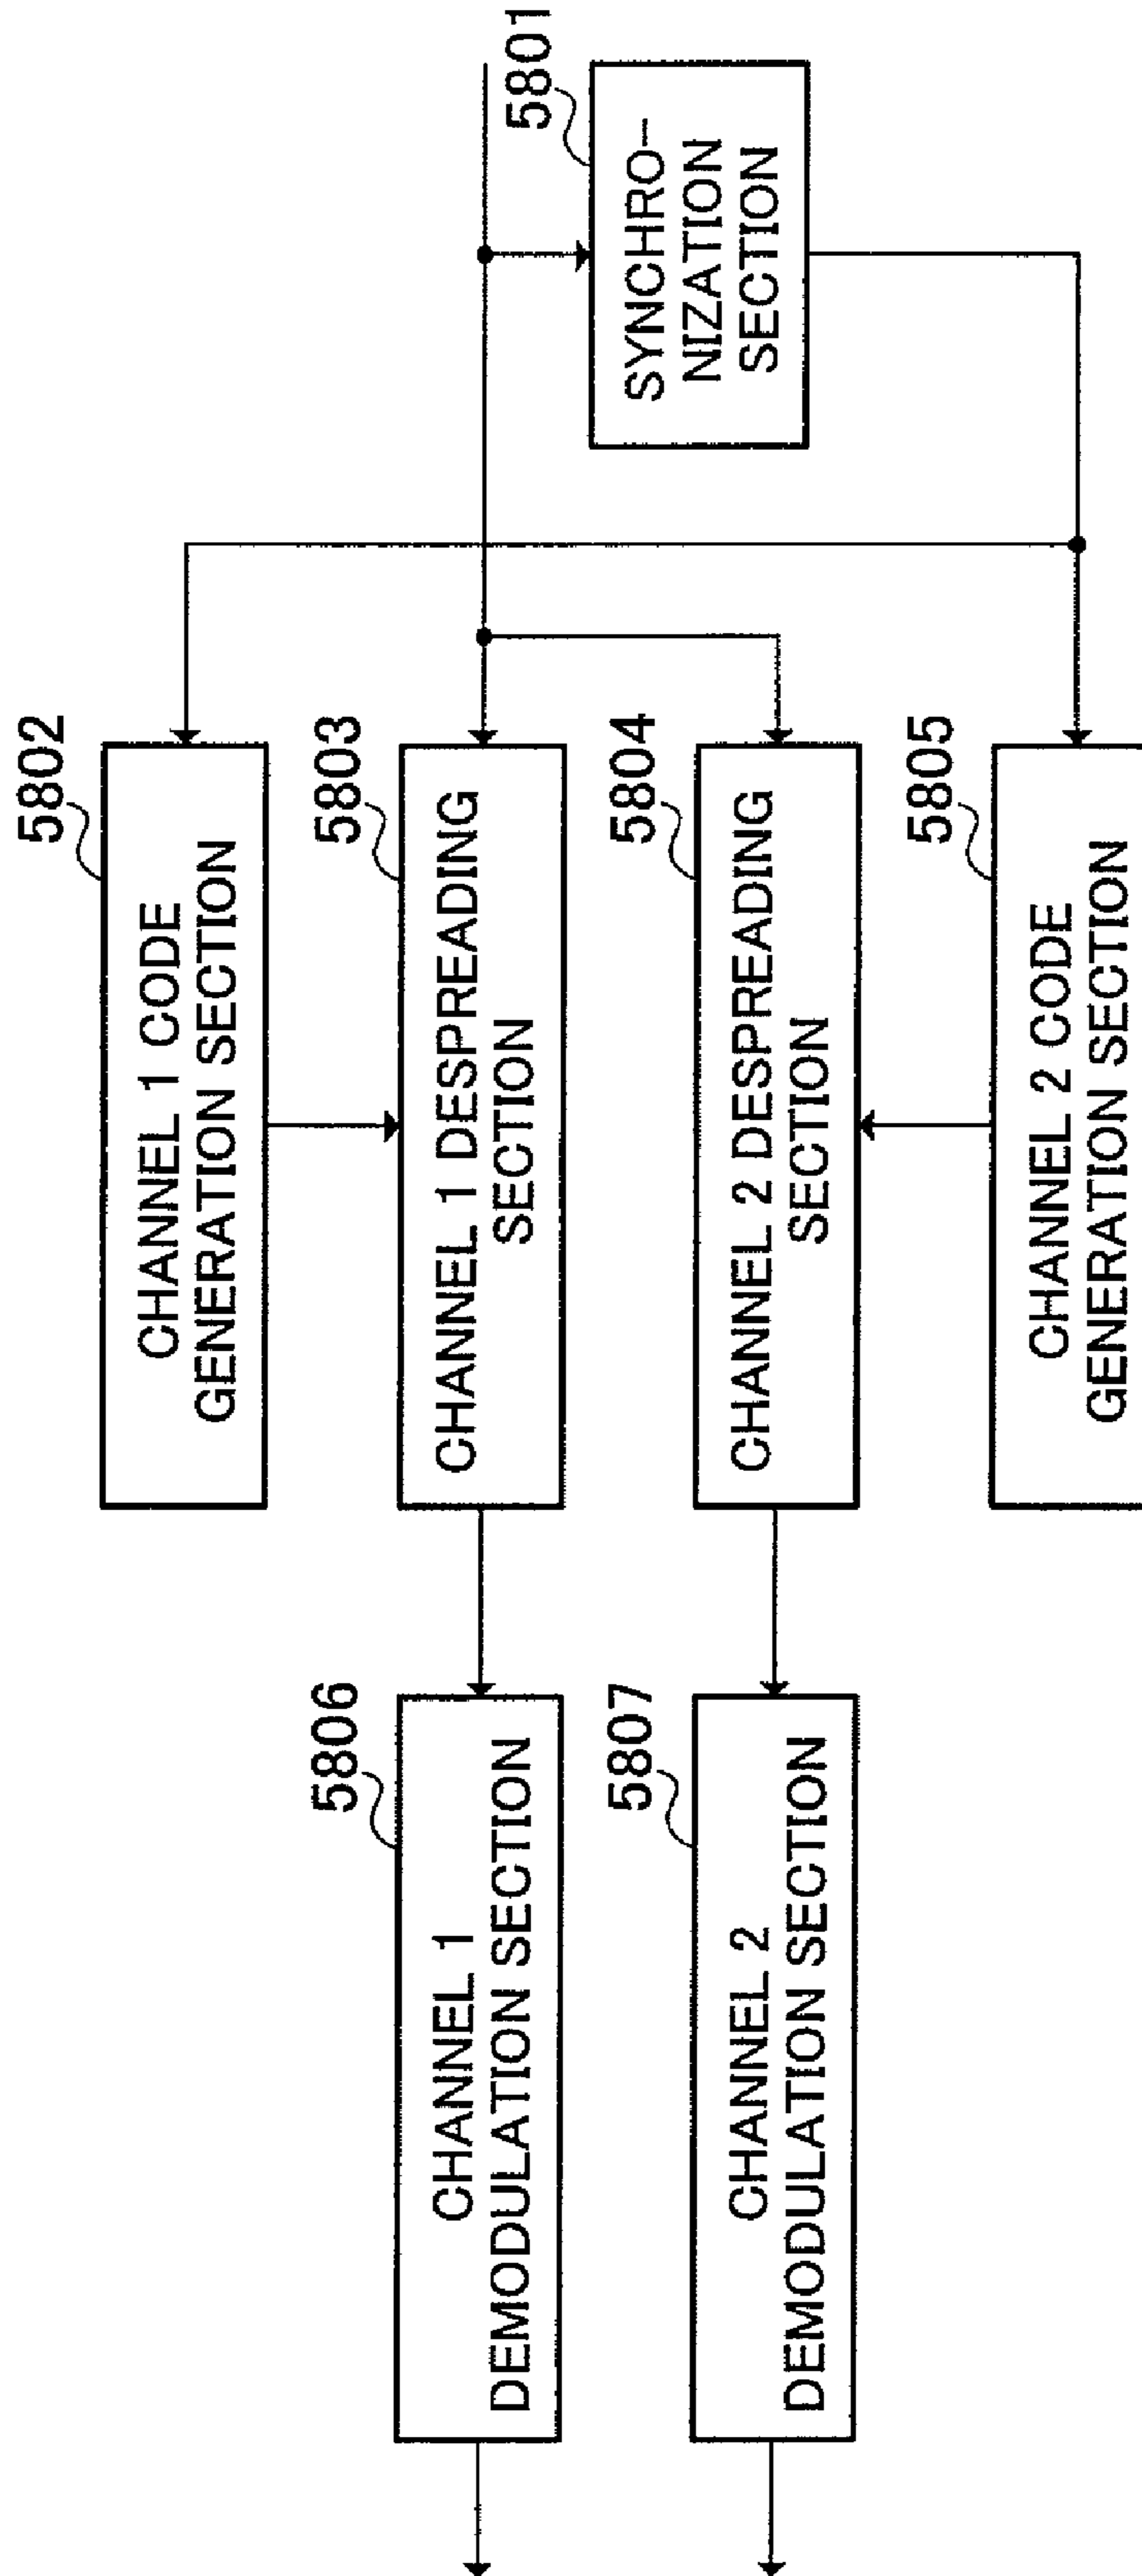 5801
SYNCHRO-
NIZATION
SECTION
5802
CHANNEL 1 CODE
GENERATION SECTION
5803
CHANNEL 1 DESPREADING
SECTION
5804
CHANNEL 2 DESPREADING
SECTION
5805
CHANNEL 2 CODE
GENERATION SECTION
5806
CHANNEL 1
DEMODULATION SECTION
5807
CHANNEL 2
DEMODULATION SECTION